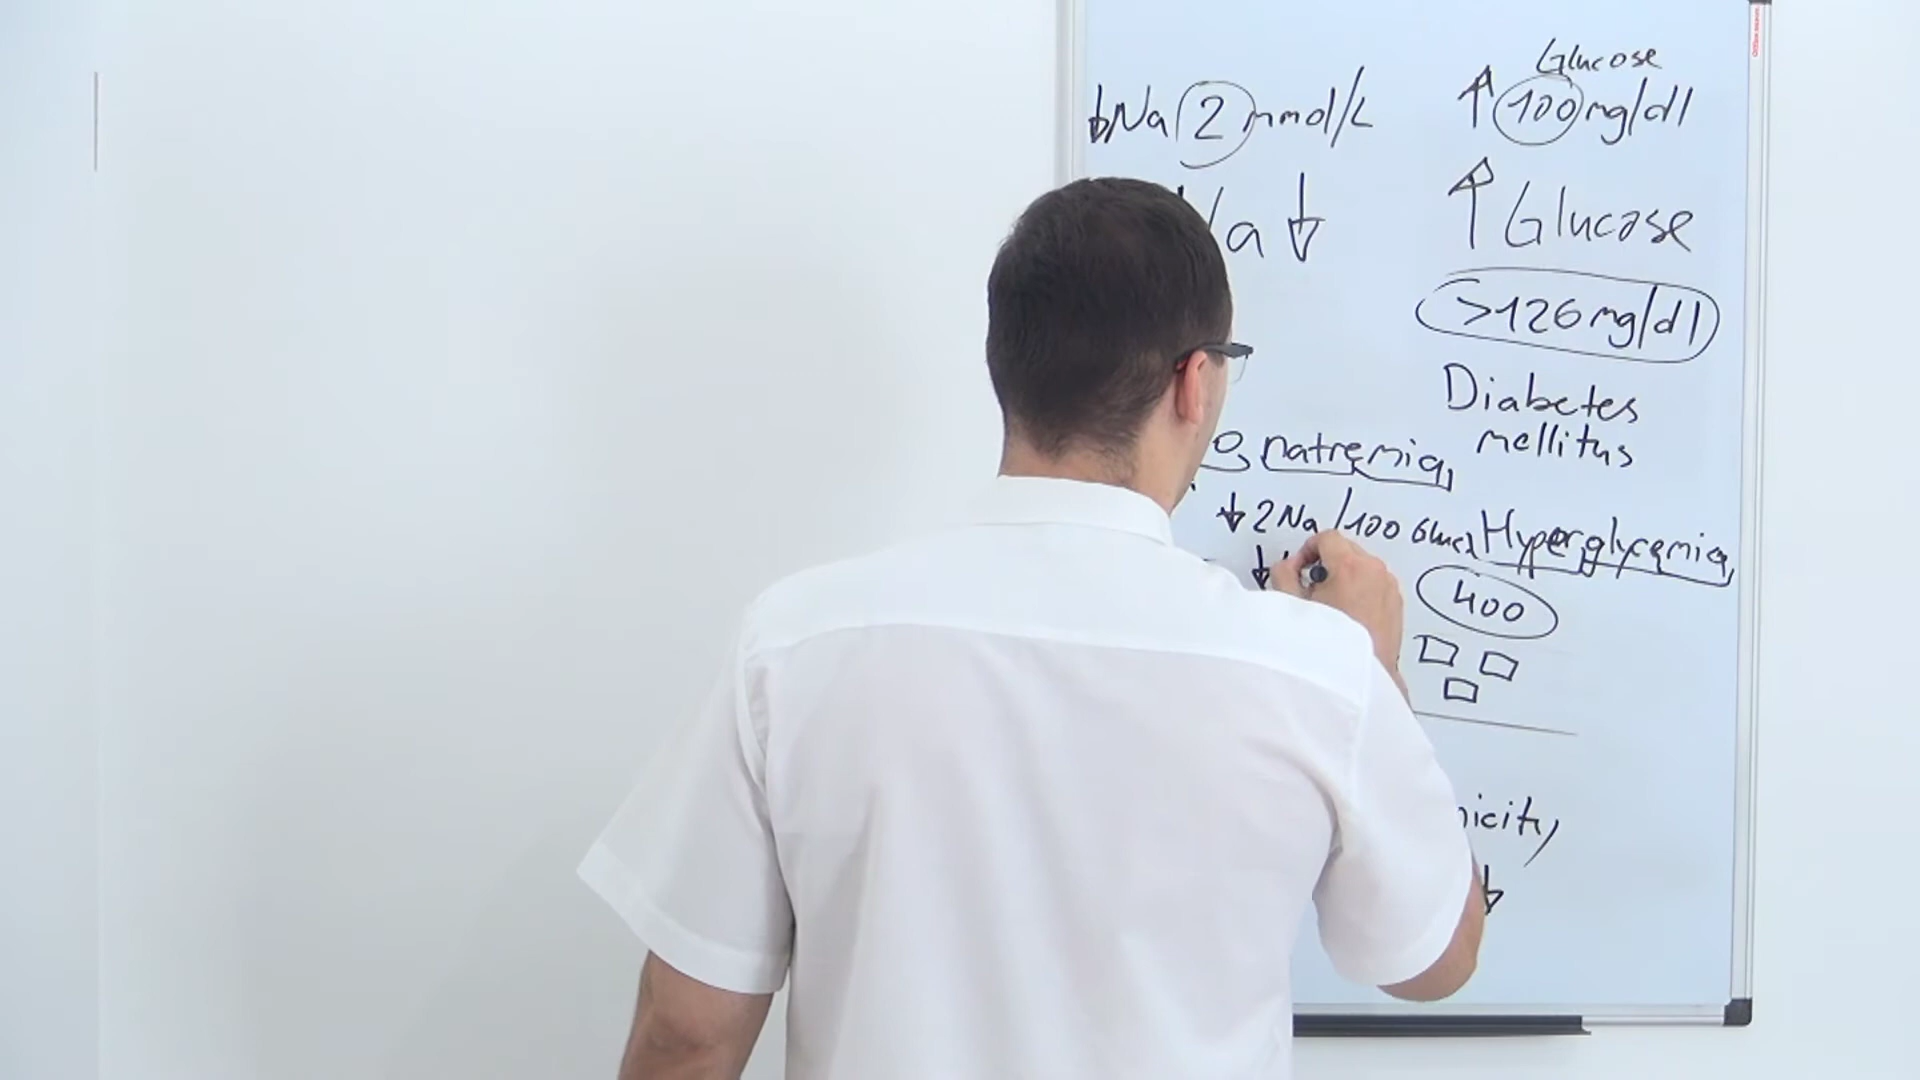 Glucose
↓Na 2 mmol/L
↑ 100 mg/dl
a ↓
↑ Glucose
>126 mg/dl
Diabetes
mellitus
natremia
↓ 2Na /100 Gluc
Hyperglycemia
↓
400
nicity
↓